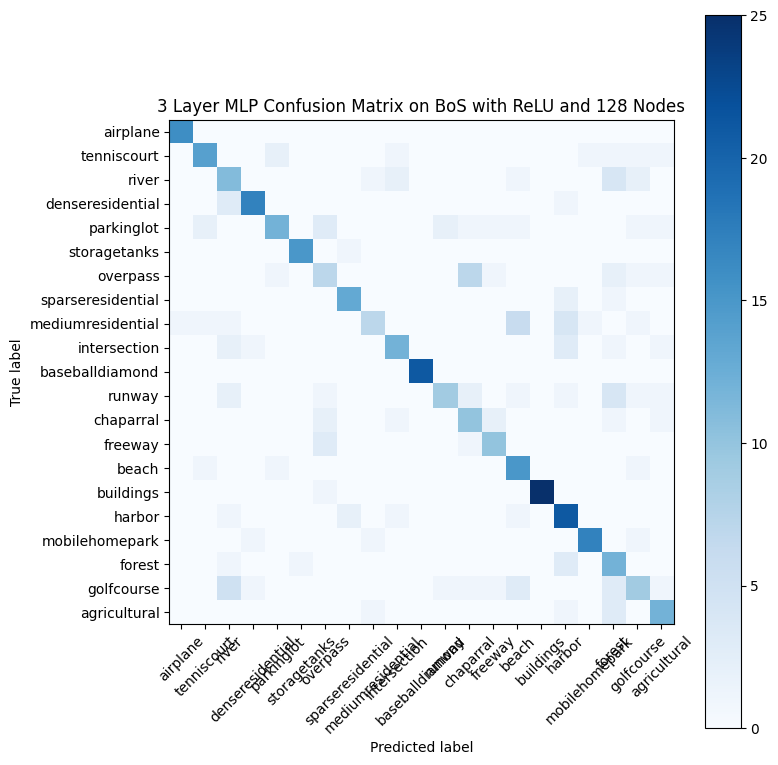 3 Layer MLP Confusion Matrix on BoS with ReLU and 128 Nodes
True label
airplane
tenniscourt
river
denseresidential
parkinglot
storagetanks
overpass
sparseresidential
mediumresidential
intersection
baseballdiamond
runway
chaparral
freeway
beach
buildings
harbor
mobilehomepark
forest
golfcourse
agricultural
airplane
tenniscourt
river
denseresidential
parkinglot
storagetanks
overpass
sparseresidential
mediumresidential
intersection
baseballdiamond
runway
chaparral
freeway
beach
buildings
harbor
mobilehomepark
forest
golfcourse
agricultural
Predicted label
25
20
15
10
5
0